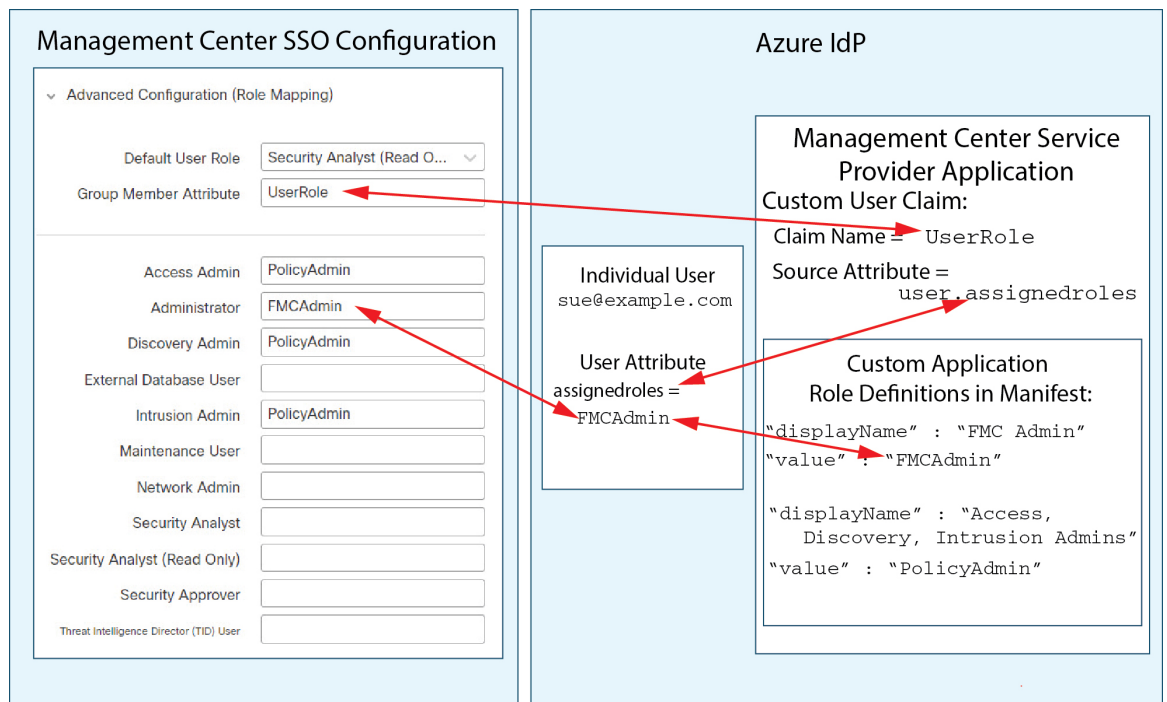 Management Center SSO Configuration
Advanced Configuration (Role Mapping)
Default User Role Security Analyst (Read O...
Group Member Attribute UserRole
Access Admin PolicyAdmin
Administrator FMCAdmin
Discovery Admin PolicyAdmin
External Database User
Intrusion Admin PolicyAdmin
Maintenance User
Network Admin
Security Analyst
Security Analyst (Read Only)
Security Approver
Threat Intelligence Director (TID) User
Azure IdP
Individual User
sue@example.com
User Attribute
assignedroles =
FMCAdmin
Management Center Service
Provider Application
Custom User Claim:
Claim Name = UserRole
Source Attribute =
user.assignedroles
Custom Application
Role Definitions in Manifest:
“displayName” : “FMC Admin”
“value” : “FMCAdmin”
“displayName” : “Access,
Discovery, Intrusion Admins”
“value” : “PolicyAdmin”